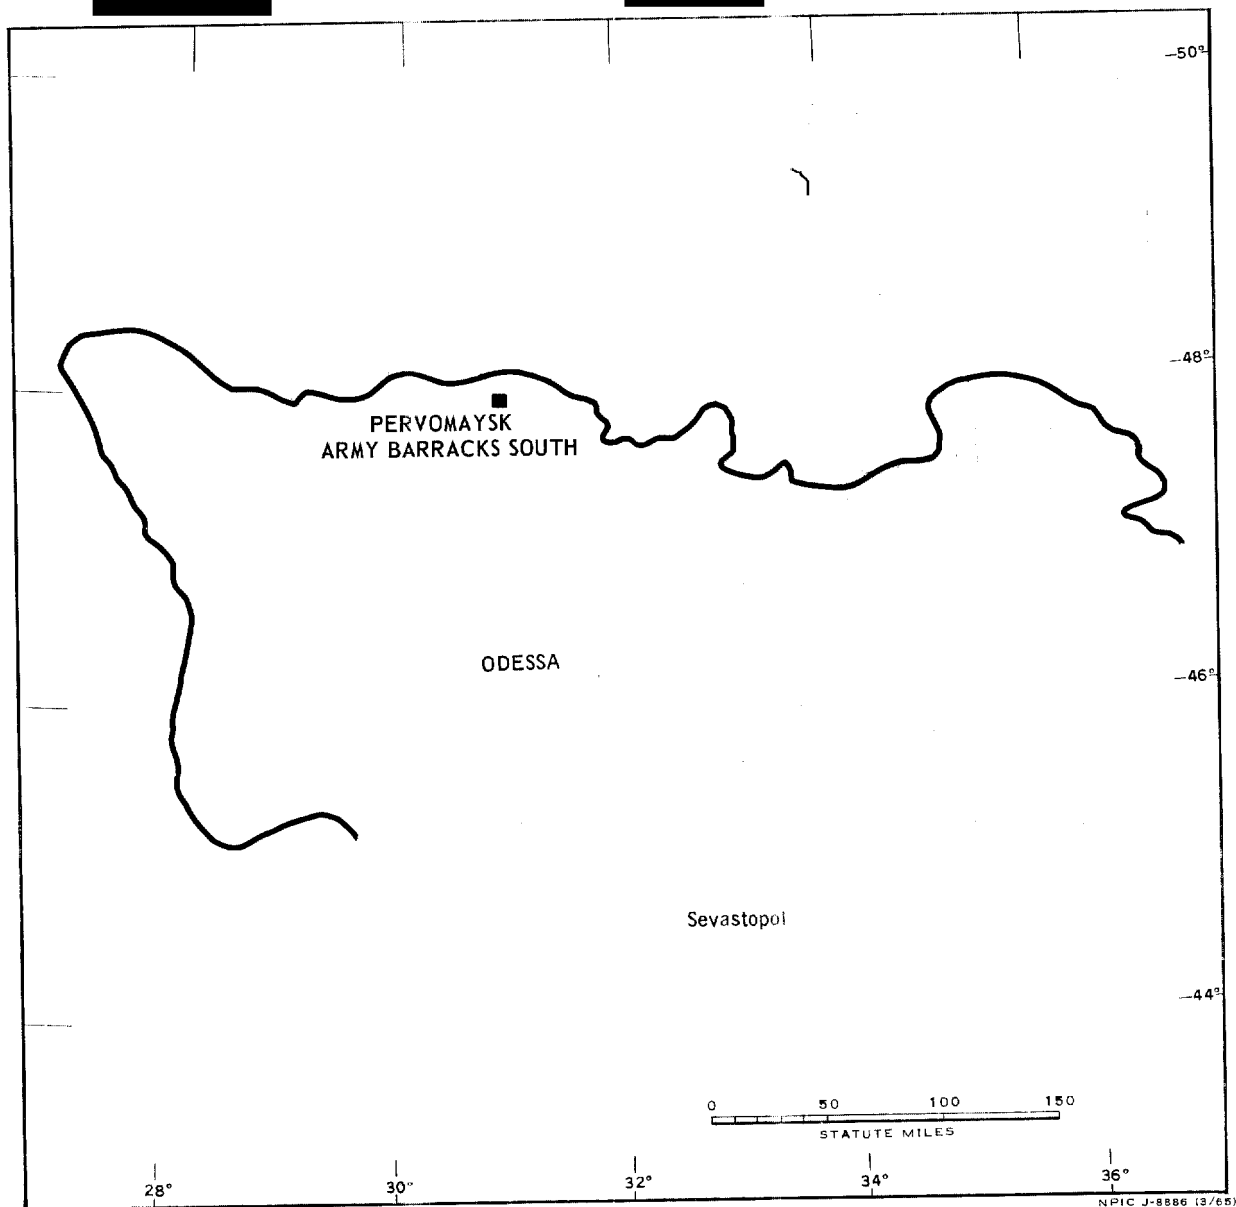 —50°
—48°
PERVOMAYSK
ARMY BARRACKS SOUTH
ODESSA
—46°
Sevastopol
—44°
0 50 100 150
STATUTE MILES
28° 30° 32° 34° 36°
NPIC J-8886 (3/65)